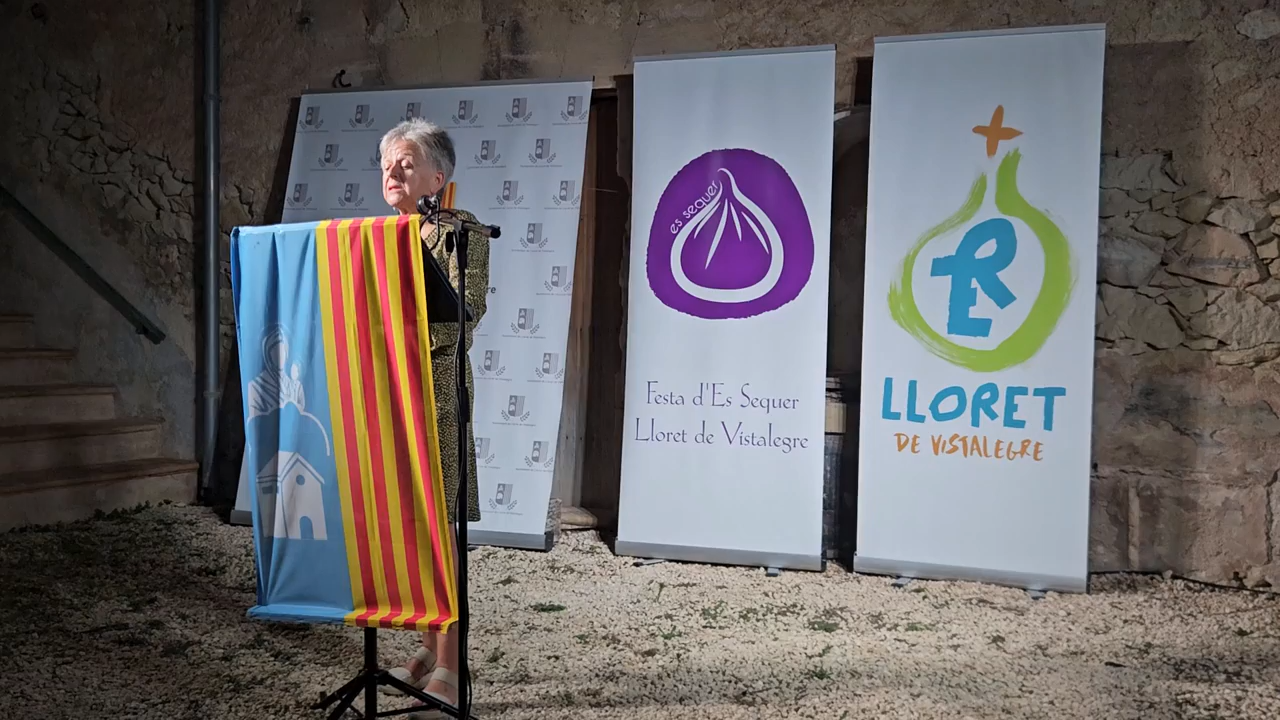 es sequer
Festa d'Es Sequer
Lloret de Vistalegre
LLORET
DE VISTALEGRE